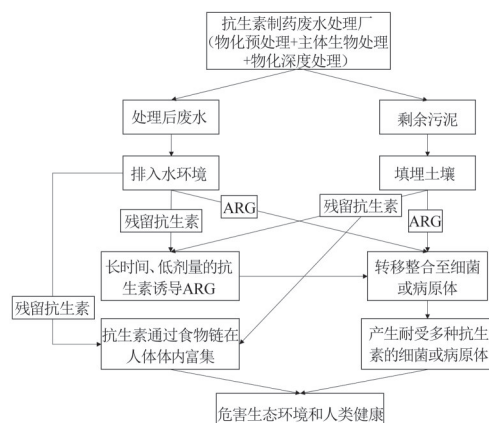 抗生素制药废水处理厂
（物化预处理+主体生物处理
+物化深度处理）
处理后废水
剩余污泥
排入水环境
填埋土壤
残留抗生素
ARG
残留抗生素
ARG
长时间、低剂量的抗
生素诱导ARG
转移整合至细菌
或病原体
残留抗生素
抗生素通过食物链在
人体体内富集
产生耐受多种抗生
素的细菌或病原体
危害生态环境和人类健康